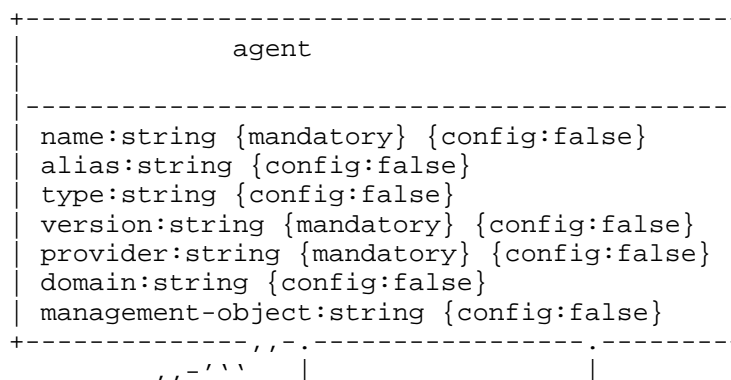 agent
name:string {mandatory} {config:false}
alias:string {config:false}
type:string {config:false}
version:string {mandatory} {config:false}
provider:string {mandatory} {config:false}
domain:string {config:false}
management-object:string {config:false}